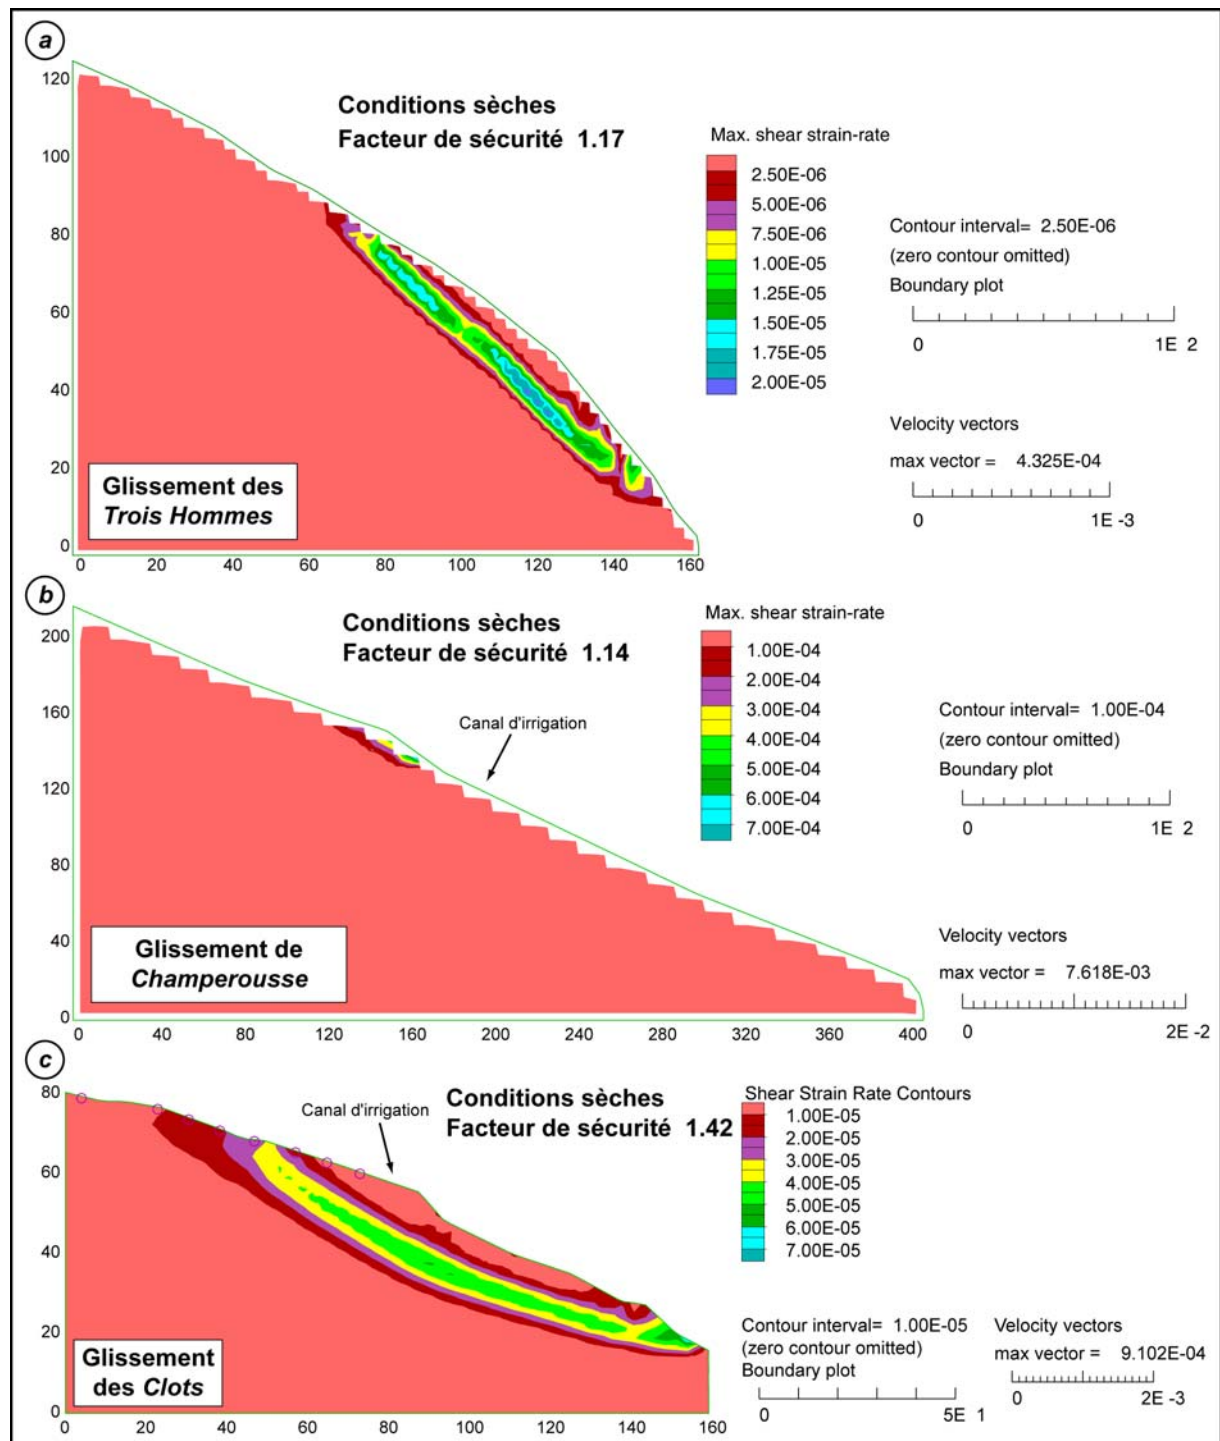 a
Conditions sèches
Facteur de sécurité 1.17
120
100
80
60
40
20
0
0 20 40 60 80 100 120 140 160
Glissement des
Trois Hommes
Max. shear strain-rate
2.50E-06
5.00E-06
7.50E-06
1.00E-05
1.25E-05
1.50E-05
1.75E-05
2.00E-05
Contour interval= 2.50E-06
(zero contour omitted)
Boundary plot
0 1E 2
Velocity vectors
max vector = 4.325E-04
0 1E -3
b
Conditions sèches
Facteur de sécurité 1.14
Canal d'irrigation
200
160
120
80
40
0
0 40 80 120 160 200 240 280 320 360 400
Glissement de
Champerousse
Max. shear strain-rate
1.00E-04
2.00E-04
3.00E-04
4.00E-04
5.00E-04
6.00E-04
7.00E-04
Contour interval= 1.00E-04
(zero contour omitted)
Boundary plot
0 1E 2
Velocity vectors
max vector = 7.618E-03
0 2E -2
c
Conditions sèches
Facteur de sécurité 1.42
Canal d'irrigation
80
60
40
20
0
0 20 40 60 80 100 120 140 160
Glissement
des Clots
Shear Strain Rate Contours
1.00E-05
2.00E-05
3.00E-05
4.00E-05
5.00E-05
6.00E-05
7.00E-05
Contour interval= 1.00E-05
(zero contour omitted)
Boundary plot
0 5E 1
Velocity vectors
max vector = 9.102E-04
0 2E -3